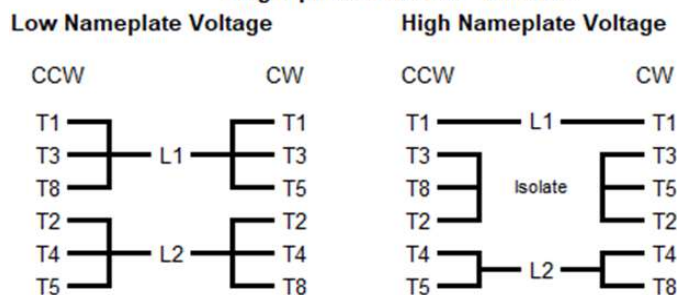 Low Nameplate Voltage High Nameplate Voltage
CCW CW CCW CW
T1 T1 T1 L1 T1
T3 L1 T3 T3 T3
T8 T5 T8 Isolate T5
T2 T2 T2 T2
T4 L2 T4 T4 T4
T5 T8 T5 L2 T8